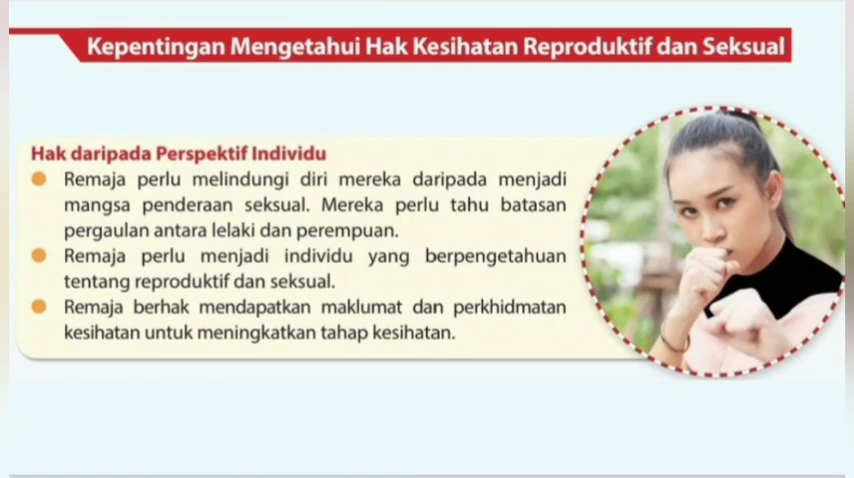 Kepentingan Mengetahui Hak Kesihatan Reproduktif dan Seksual
Hak daripada Perspektif Individu
Remaja perlu melindungi diri mereka daripada menjadi
mangsa penderaan seksual. Mereka perlu tahu batasan
pergaulan antara lelaki dan perempuan.
Remaja perlu menjadi individu yang berpengetahuan
tentang reproduktif dan seksual.
Remaja berhak mendapatkan maklumat dan perkhidmatan
kesihatan untuk meningkatkan tahap kesihatan.